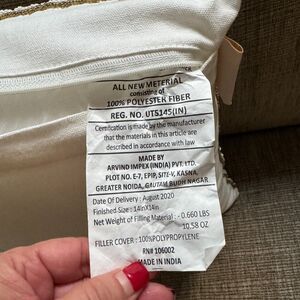 ALL NEW METERIAL
consisting of
100% POLYESTER FIBER
REG. NO. UTS145(IN)
Certification is made by the manufacturer
that the materials in this article are
described in accordance with law
MADE BY
ARVIND IMPEX (INDIA) PVT. LTD.
PLOT NO. E-7, EPIP, SITE-V, KASNA,
GREATER NOIDA, GAUTAM BUDH NAGAR
Date Of Delivery : August 2020
Finished Size : 14inX14in
Net Weight of Filling Material : 0.660 LBS
10.58 OZ
FILLER COVER : 100%POLYPROPYLENE
RN# 106002
MADE IN INDIA